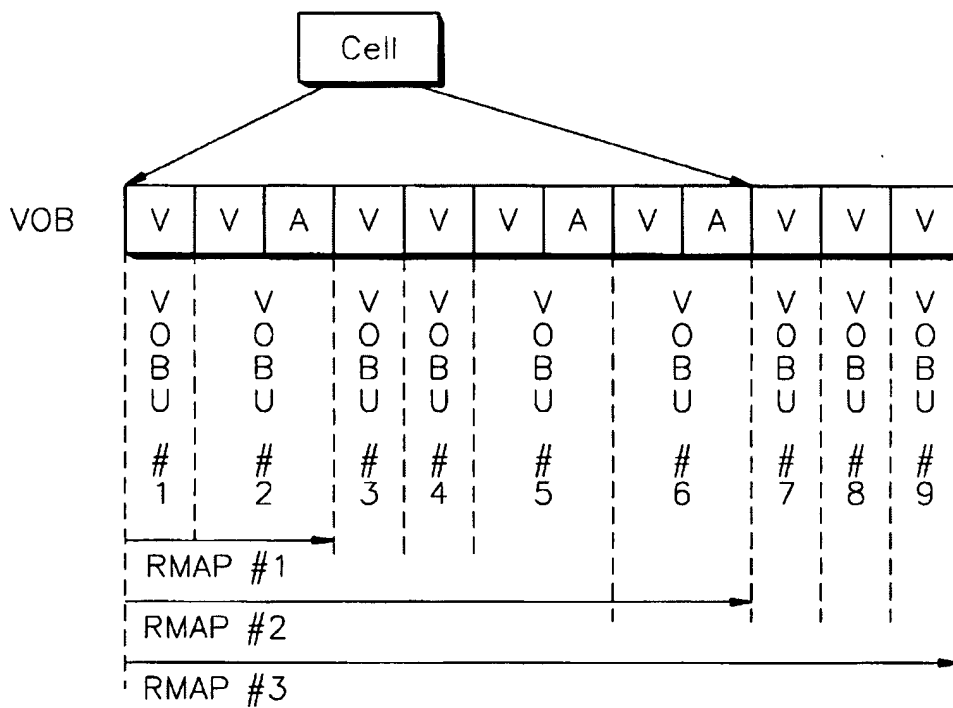 Cell
VOB V V A V V V A V A V V V
VOBU #1 VOBU #2 VOBU #3 VOBU #4 VOBU #5 VOBU #6 VOBU #7 VOBU #8 VOBU #9
RMAP #1
RMAP #2
RMAP #3